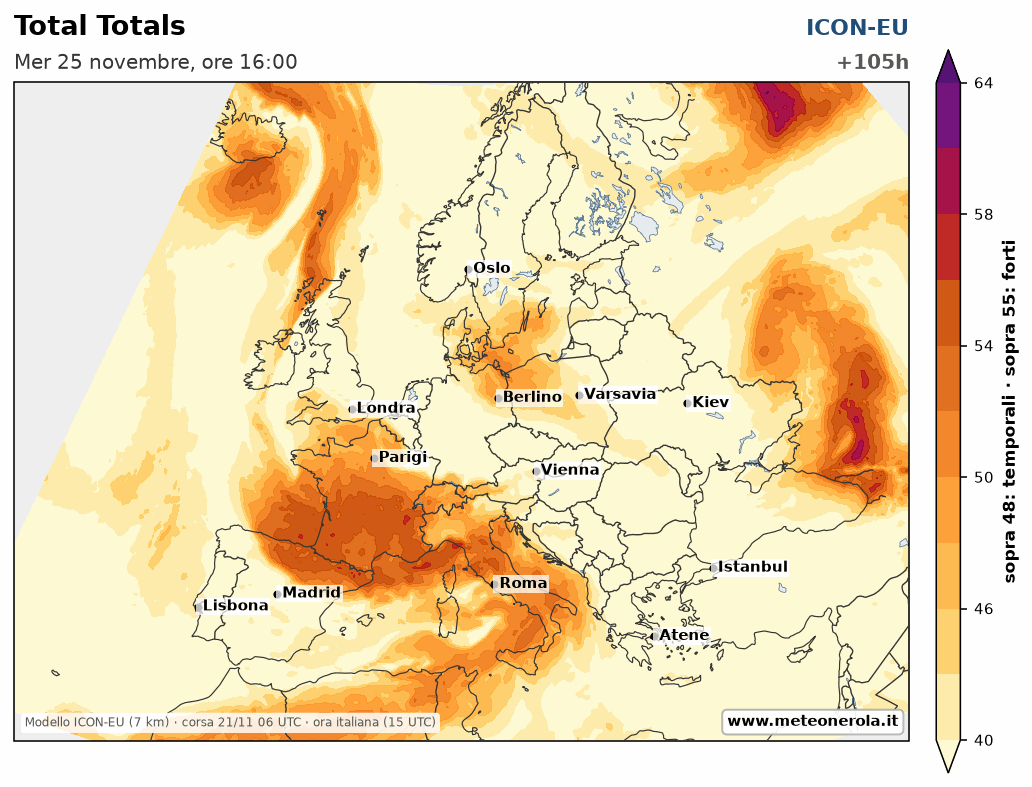 Total Totals
ICON-EU
Mer 25 novembre, ore 16:00
+105h
64
58
54
50
46
40
sopra 48: temporali · sopra 55: forti
Oslo
Berlino
Varsavia
Kiev
Londra
Parigi
Vienna
Istanbul
Roma
Madrid
Lisbona
Atene
Modello ICON-EU (7 km) · corsa 21/11 06 UTC · ora italiana (15 UTC)
www.meteonerola.it